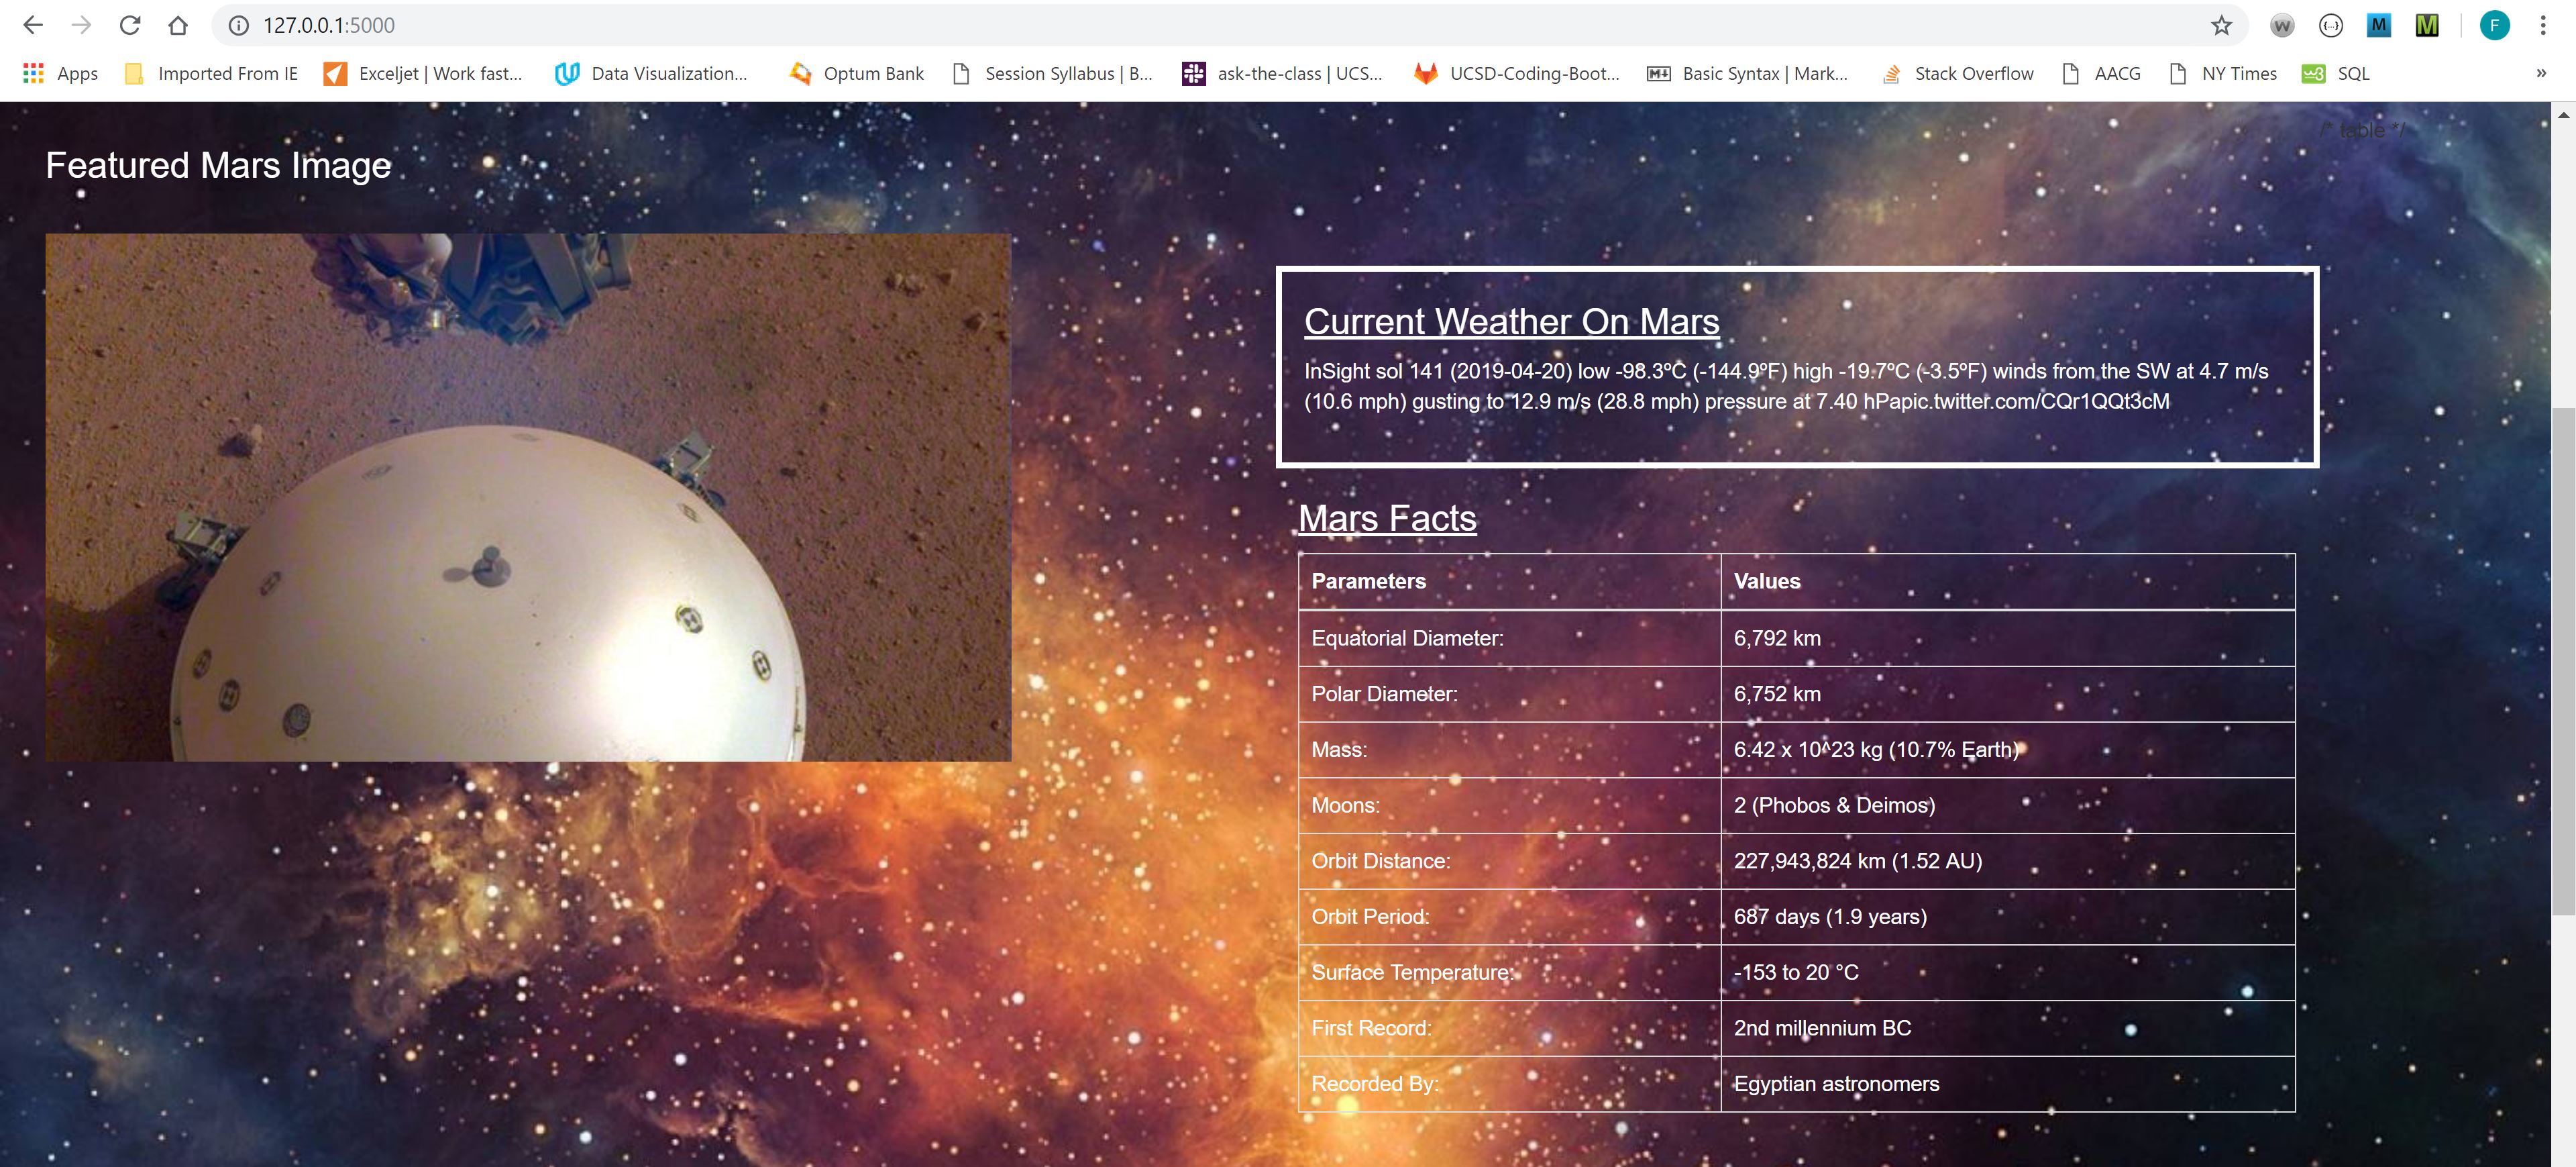 127.0.0.1:5000
Apps Imported From IE Exceljet | Work fast... Data Visualization... Optum Bank Session Syllabus | B... ask-the-class | UCS... UCSD-Coding-Boot... Basic Syntax | Mark... Stack Overflow AACG NY Times SQL »
/* table */
Featured Mars Image
Current Weather On Mars
InSight sol 141 (2019-04-20) low -98.3ºC (-144.9ºF) high -19.7ºC (-3.5ºF) winds from the SW at 4.7 m/s
(10.6 mph) gusting to 12.9 m/s (28.8 mph) pressure at 7.40 hPapic.twitter.com/CQr1QQt3cM
Mars Facts
Parameters Values
Equatorial Diameter: 6,792 km
Polar Diameter: 6,752 km
Mass: 6.42 x 10^23 kg (10.7% Earth)
Moons: 2 (Phobos & Deimos)
Orbit Distance: 227,943,824 km (1.52 AU)
Orbit Period: 687 days (1.9 years)
Surface Temperature: -153 to 20 °C
First Record: 2nd millennium BC
Recorded By: Egyptian astronomers